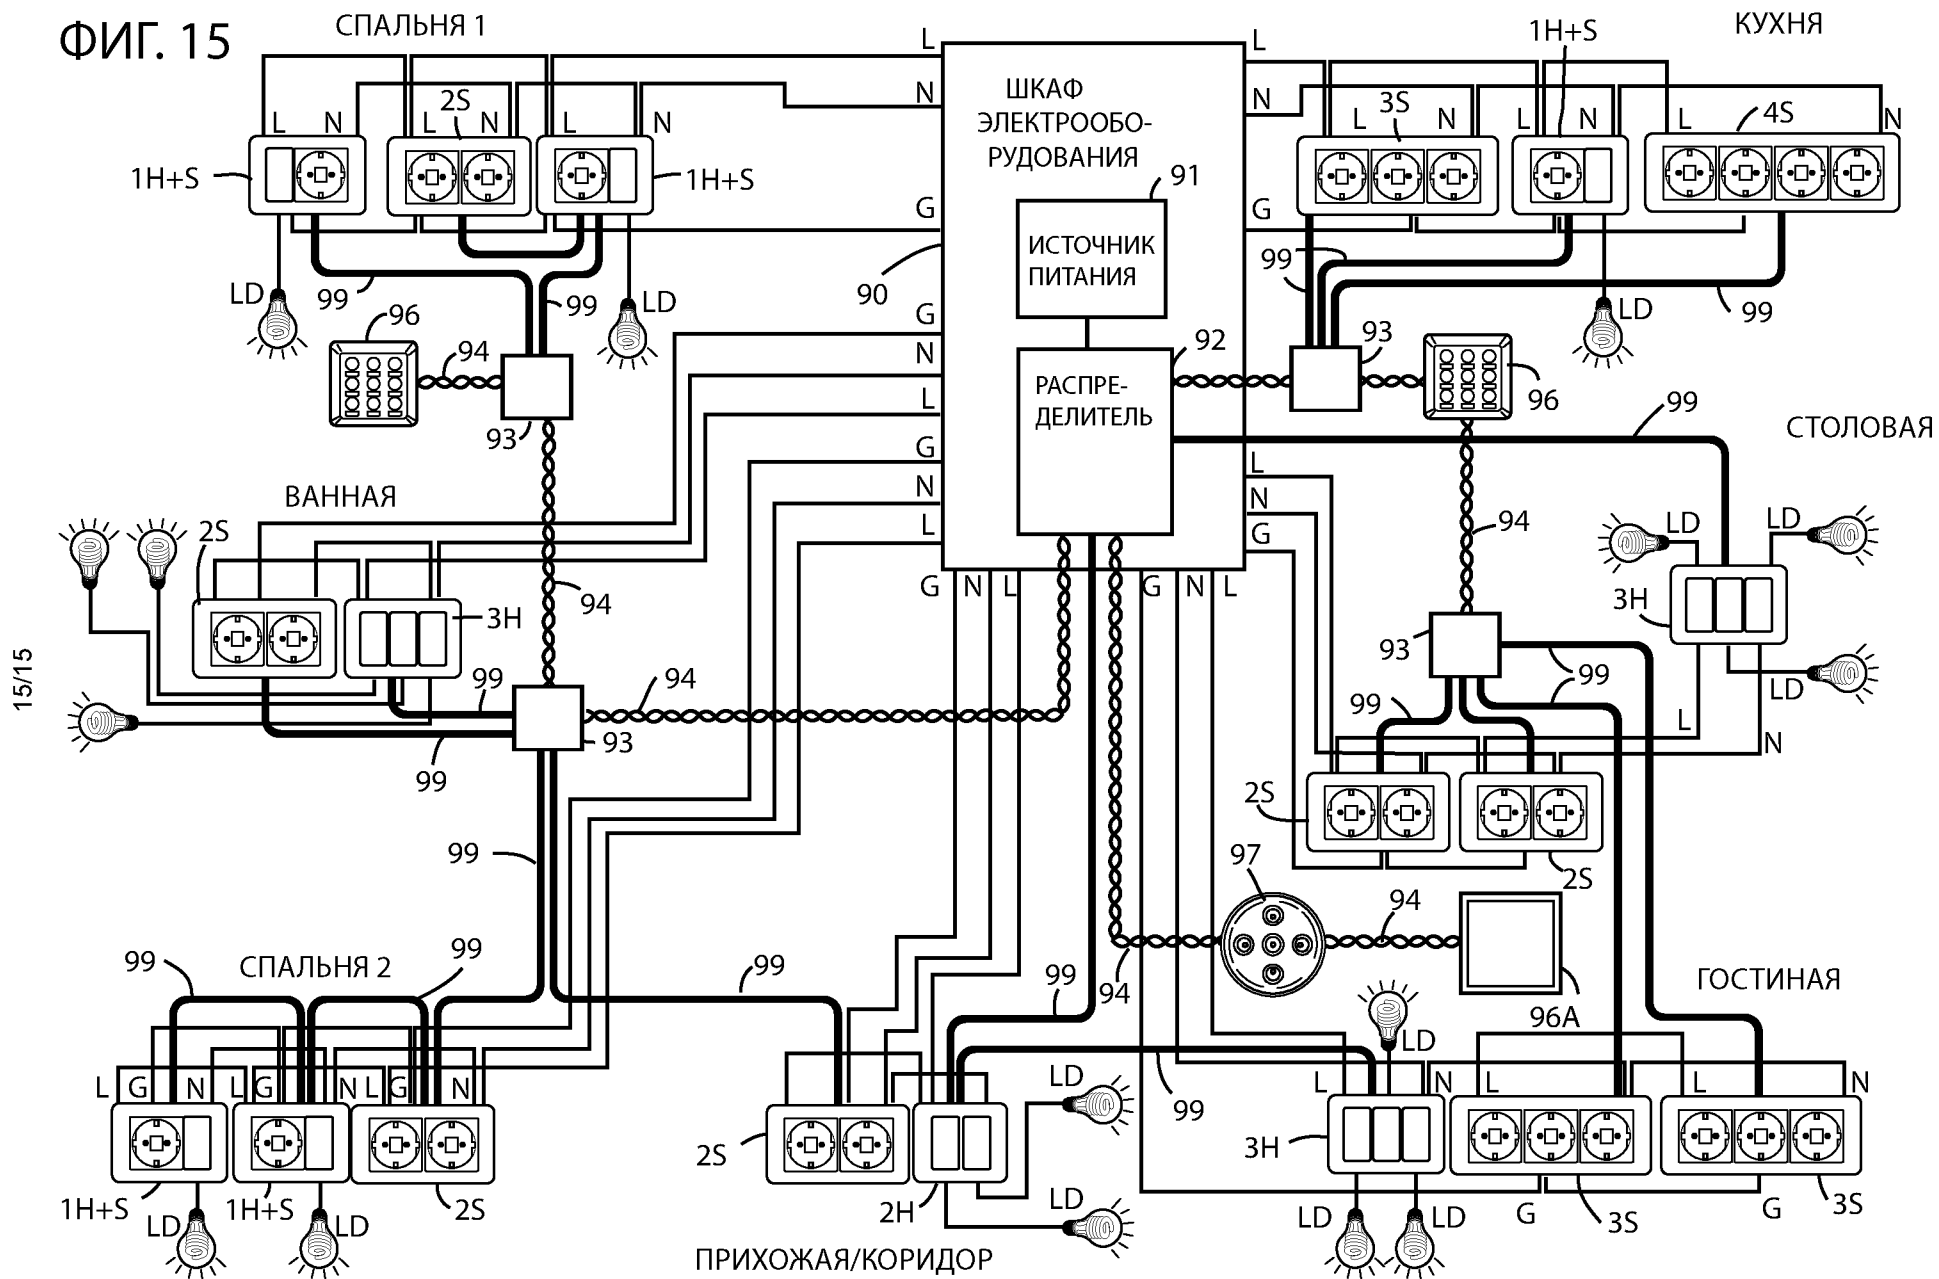 ФИГ. 15
СПАЛЬНЯ 1
КУХНЯ
1H+S
L
L
N
N
ШКАФ
ЭЛЕКТРООБО-
РУДОВАНИЯ
2S
L N
L N
L
N
1H+S
1H+S
3S
L N
L N
4S
L
N
G
G
91
ИСТОЧНИК
ПИТАНИЯ
90
LD
99
99
LD
99
LD
99
96
94
93
G
N
L
92
РАСПРЕ-
ДЕЛИТЕЛЬ
93
96
99
СТОЛОВАЯ
G
N
L
L
N
G
ВАННАЯ
2S
3H
94
94
LD
LD
3H
LD
G N L
G N L
93
99
99
15/15
99
94
93
99
99
L
N
2S
2S
97
94
96A
94
99
СПАЛЬНЯ 2
99
99
99
99
ГОСТИНАЯ
L G N
L G N
L G N
1H+S
1H+S
2S
LD
LD
2S
2H
LD
LD
99
ПРИХОЖАЯ/КОРИДОР
LD
L
N
L
L
N
3H
LD
LD
G
3S
G
3S